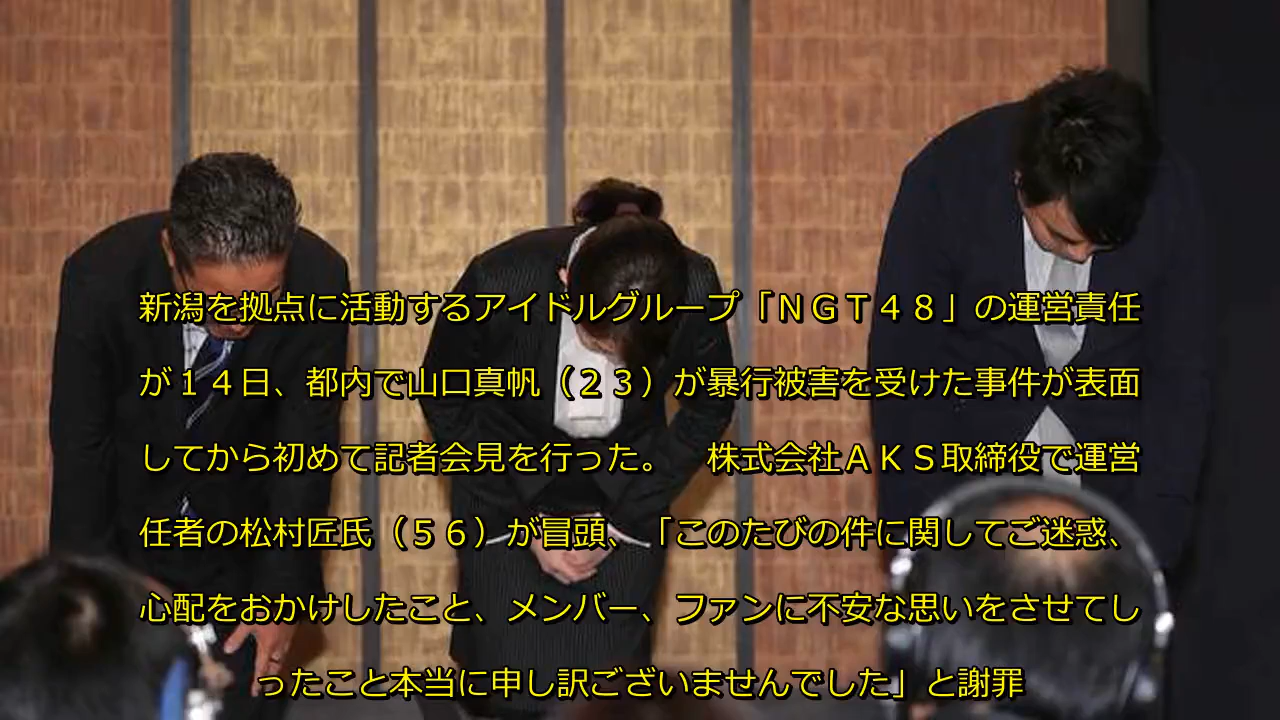 新潟を拠点に活動するアイドルグループ「ＮＧＴ４８」の運営責任
が１４日、都内で山口真帆（２３）が暴行被害を受けた事件が表面
してから初めて記者会見を行った。　株式会社ＡＫＳ取締役で運営
任者の松村匠氏（５６）が冒頭、「このたびの件に関してご迷惑、
心配をおかけしたこと、メンバー、ファンに不安な思いをさせてし
ったこと本当に申し訳ございませんでした」と謝罪